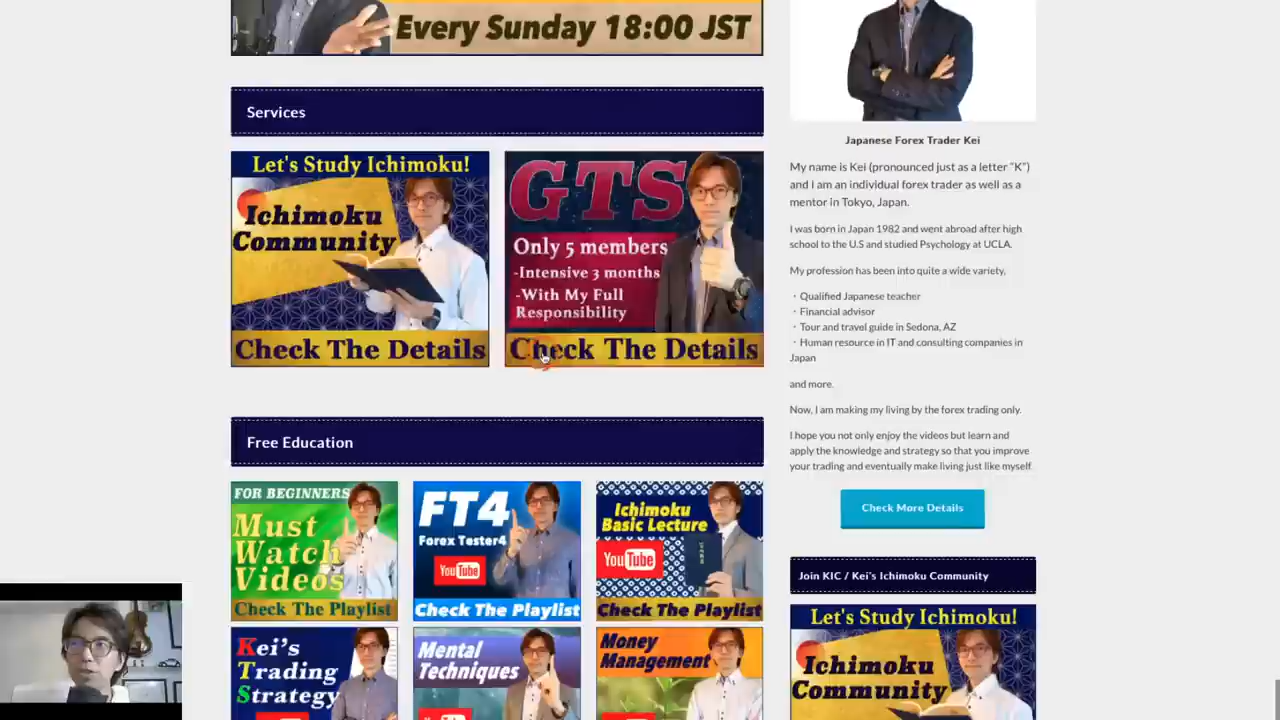 Every Sunday 18:00 JST
Services
Let's Study Ichimoku!
Ichimoku
Community
Check The Details
GTS
Only 5 members
-Intensive 3 months
-With My Full
Responsibility
Check The Details
Free Education
FOR BEGINNERS
Must
Watch
Videos
Check The Playlist
FT4
Forex Tester4
YouTube
Check The Playlist
Ichimoku
Basic Lecture
YouTube
Check The Playlist
Kei's
Trading
Strategy
Mental
Techniques
Money
Management
Japanese Forex Trader Kei
My name is Kei (pronounced just as a letter "K")
and I am an individual forex trader as well as a
mentor in Tokyo, Japan.
I was born in Japan 1982 and went abroad after high
school to the U.S and studied Psychology at UCLA.
My profession has been into quite a wide variety,
・Qualified Japanese teacher
・Financial advisor
・Tour and travel guide in Sedona, AZ
・Human resource in IT and consulting companies in
Japan
and more.
Now, I am making my living by the forex trading only.
I hope you not only enjoy the videos but learn and
apply the knowledge and strategy so that you improve
your trading and eventually make living just like myself.
Check More Details
Join KIC / Kei's Ichimoku Community
Let's Study Ichimoku!
Ichimoku
Community